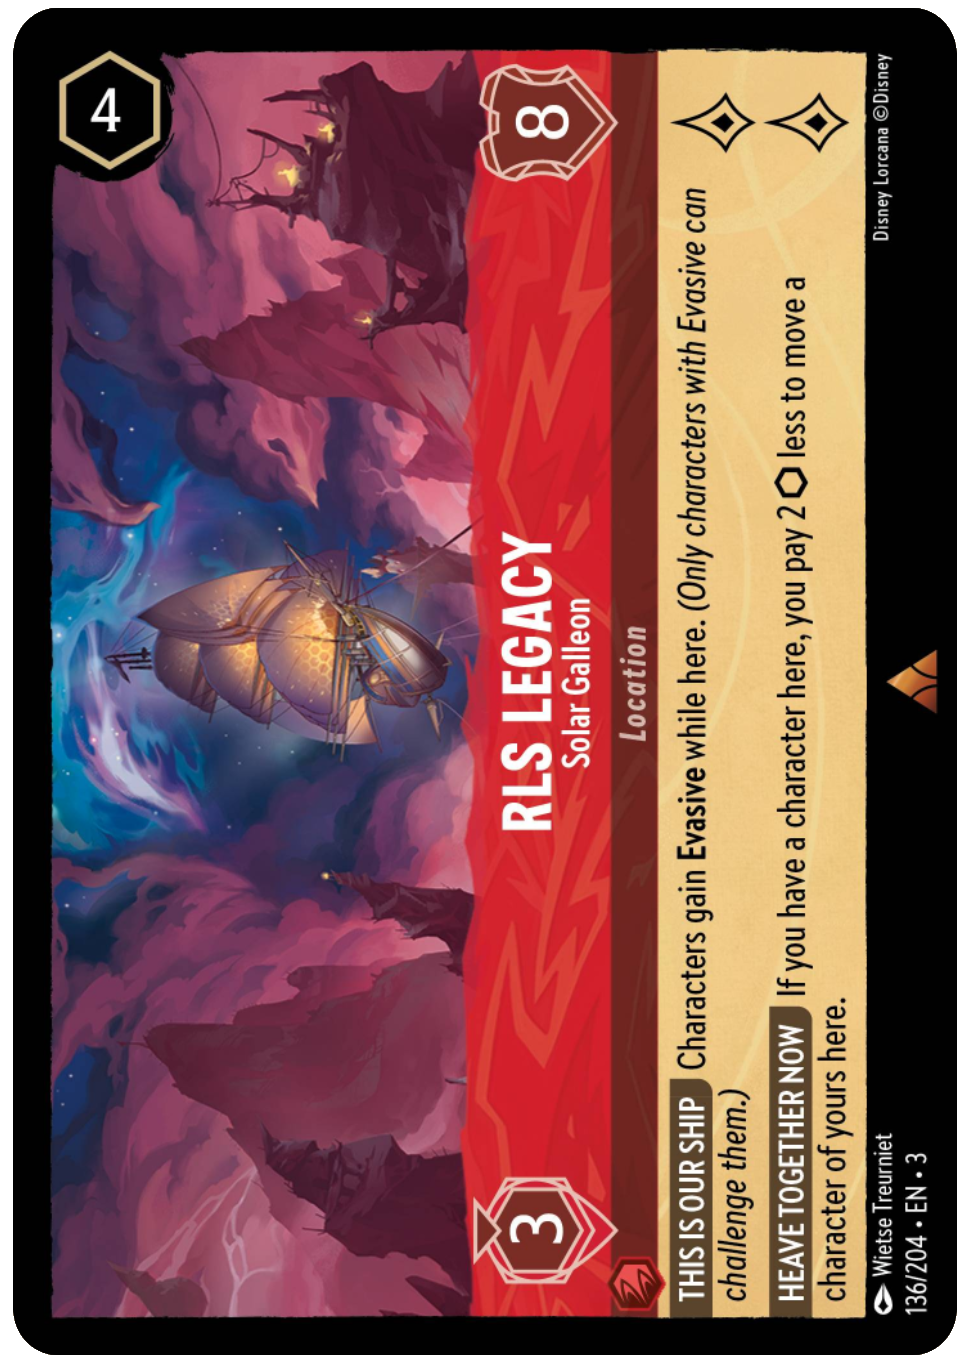 4
3
RLS LEGACY
8
Solar Galleon
Location
THIS IS OUR SHIP Characters gain Evasive while here. (Only characters with Evasive can
challenge them.)
HEAVE TOGETHER NOW If you have a character here, you pay 2 ⬡ less to move a
character of yours here.
Wietse Treurniet
Disney Lorcana ©Disney
136/204 • EN • 3